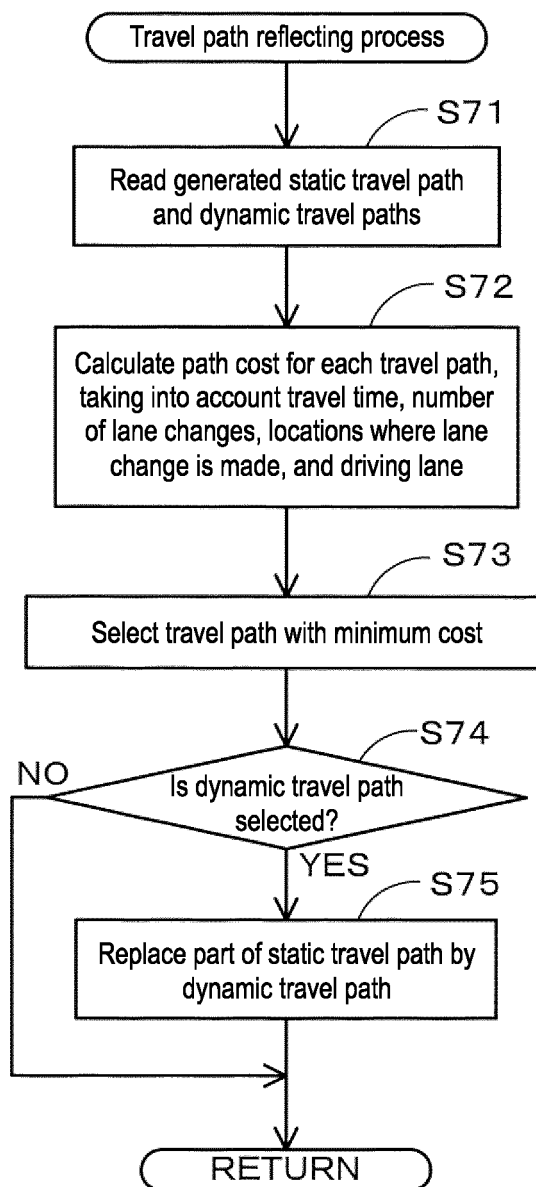 Travel path reflecting process
S71
Read generated static travel path
and dynamic travel paths
S72
Calculate path cost for each travel path,
taking into account travel time, number
of lane changes, locations where lane
change is made, and driving lane
S73
Select travel path with minimum cost
S74
NO
Is dynamic travel path
selected?
YES
S75
Replace part of static travel path by
dynamic travel path
RETURN